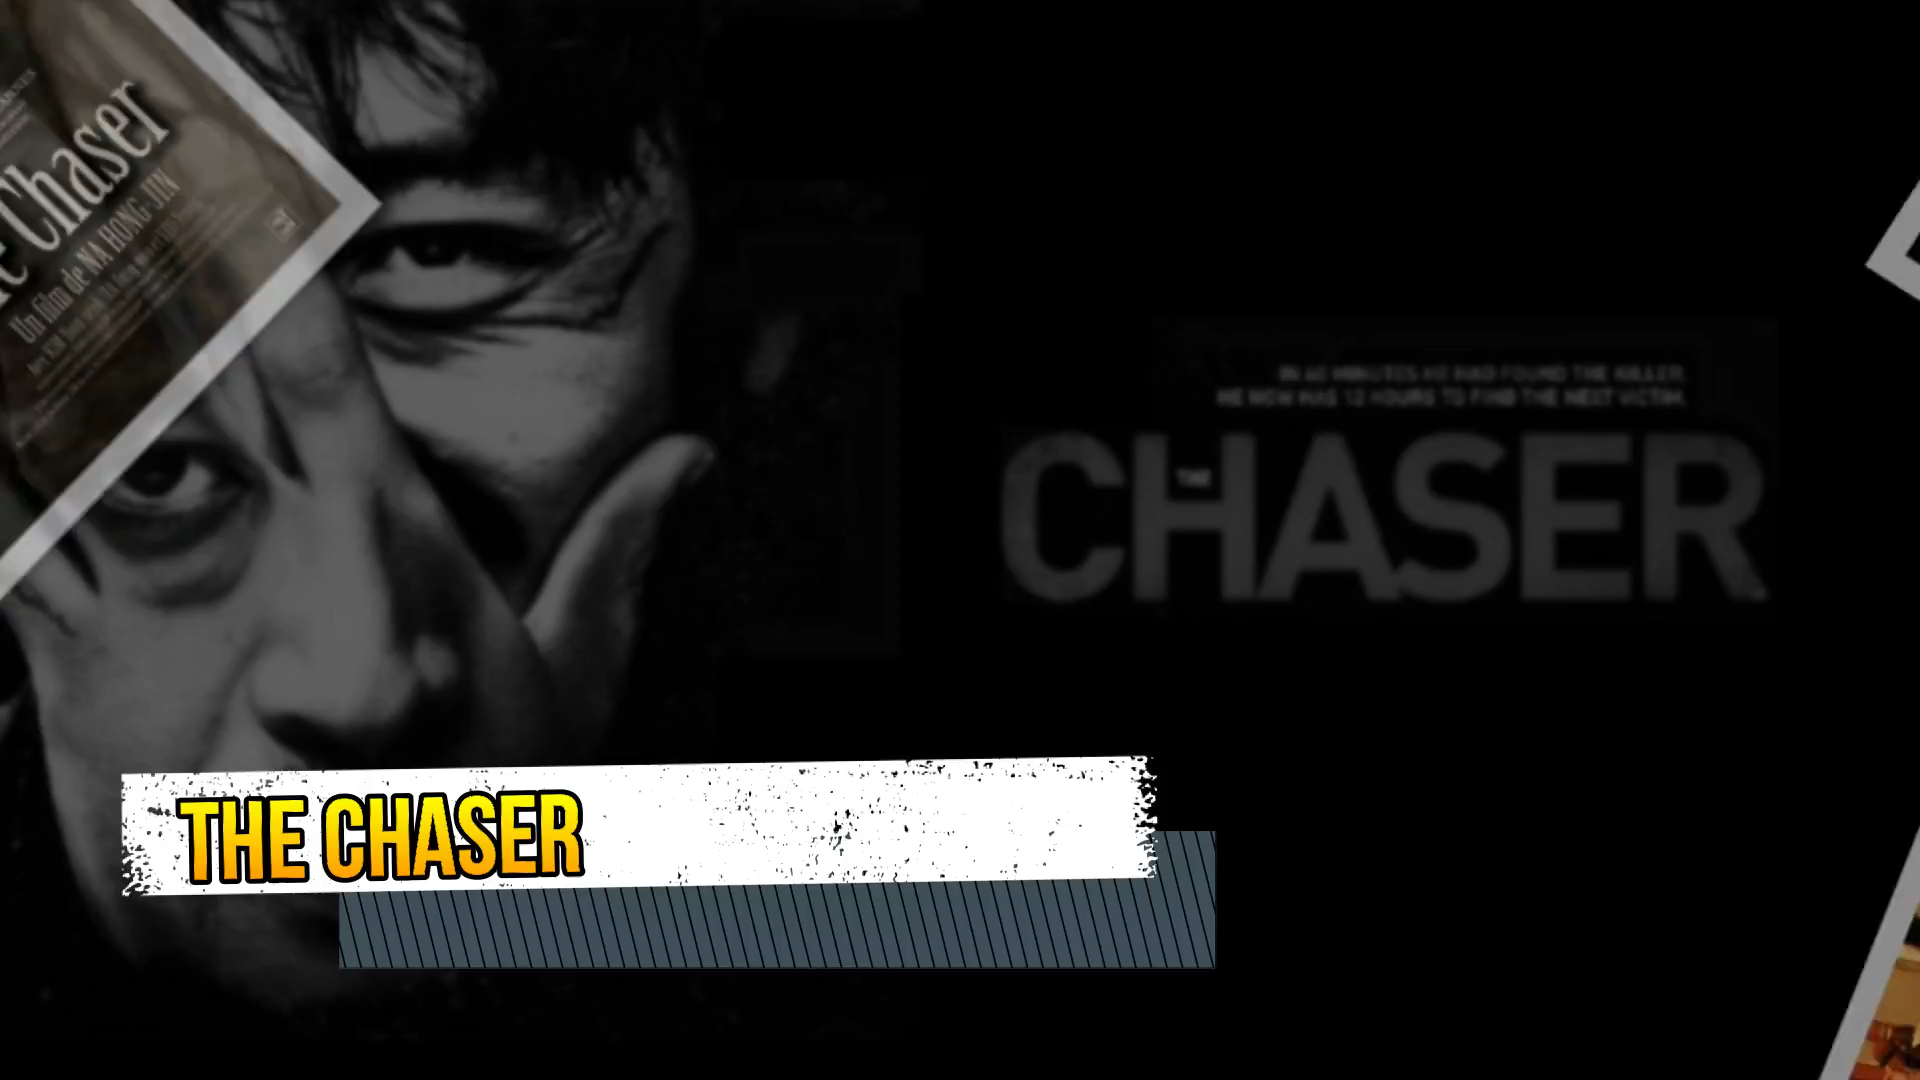 Chaser
Un film de NA HONG-JIN
IN 60 MINUTES HE HAD FOUND THE KILLER.
HE NOW HAS 12 HOURS TO FIND THE NEXT VICTIM.
THE
CHASER
THE CHASER